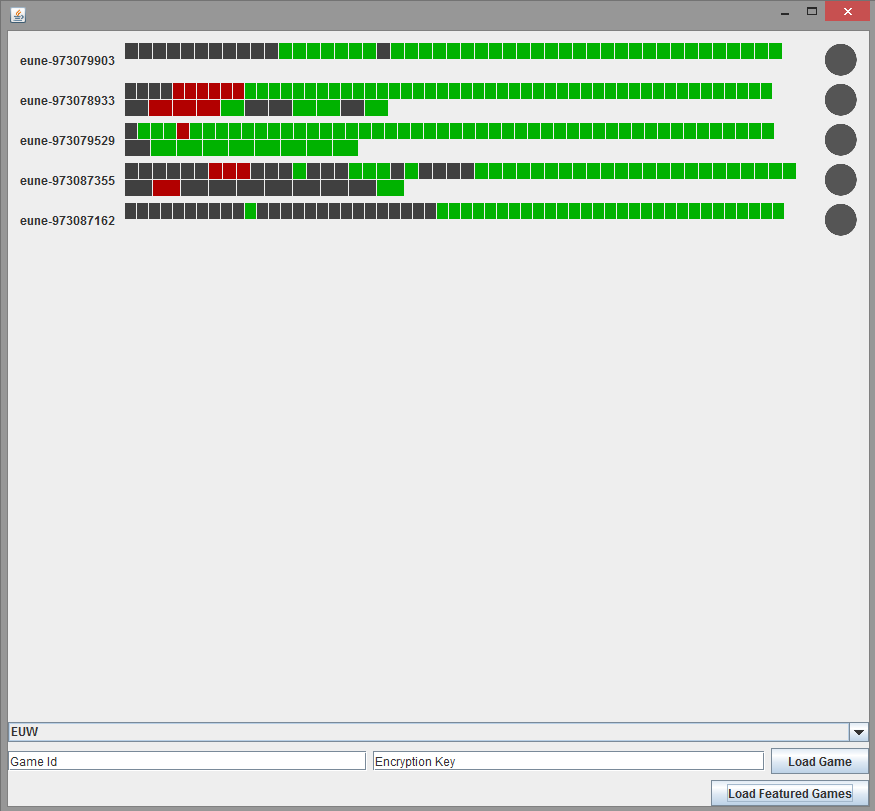 eune-973079903
eune-973078933
eune-973079529
eune-973087355
eune-973087162
EUW
Game Id
Encryption Key
Load Game
Load Featured Games